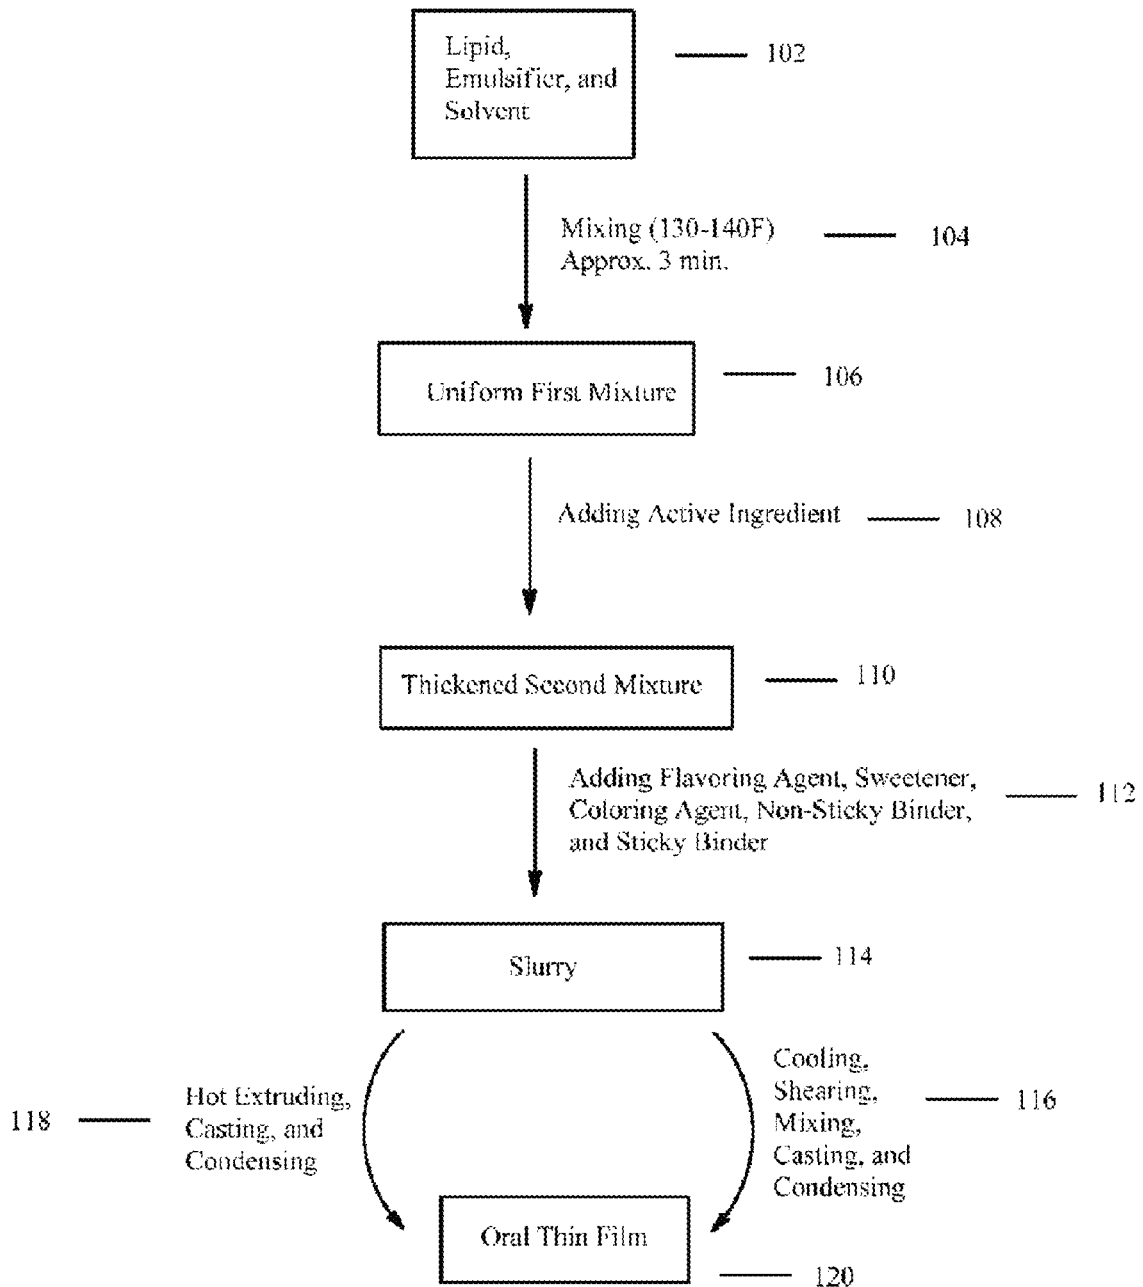 Lipid,
Emulsifier, and
Solvent
102
Mixing (130-140F)
Approx. 3 min.
104
Uniform First Mixture
106
Adding Active Ingredient
108
Thickened Second Mixture
110
Adding Flavoring Agent, Sweetener,
Coloring Agent, Non-Sticky Binder,
and Sticky Binder
112
Slurry
114
118
Hot Extruding,
Casting, and
Condensing
Cooling,
Shearing,
Mixing,
Casting, and
Condensing
116
Oral Thin Film
120